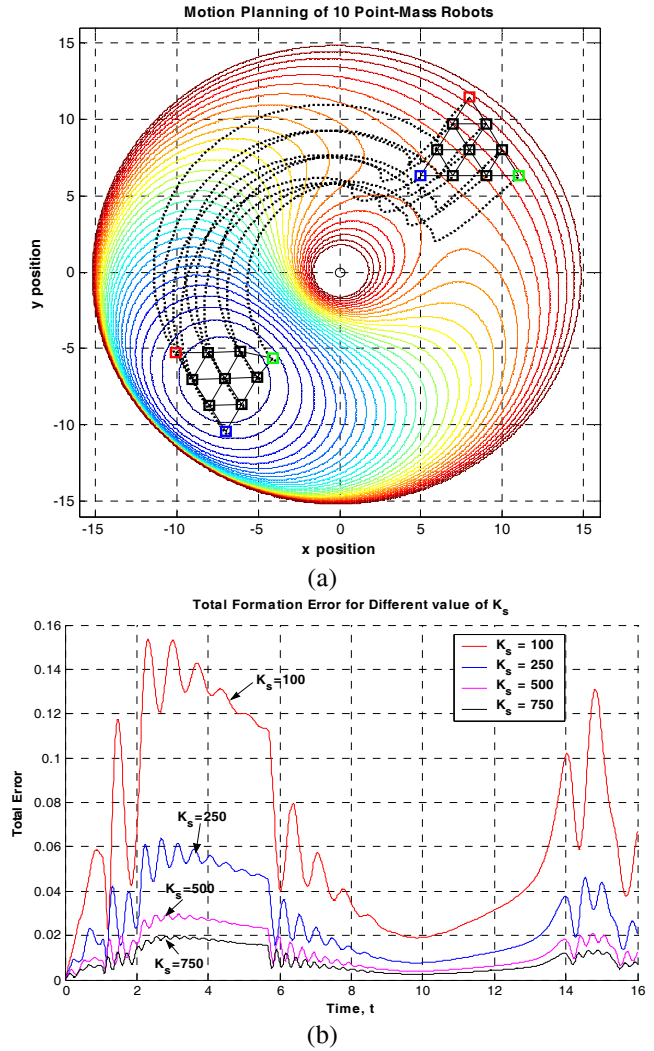 Motion Planning of 10 Point-Mass Robots
15
10
5
0
-5
-10
-15
y position
-15
-10
-5
0
5
10
15
x position
(a)
Total Formation Error for Different value of K_s
0.16
0.14
0.12
0.1
0.08
0.06
0.04
0.02
0
Total Error
K_s = 100
K_s = 250
K_s = 500
K_s = 750
K_s=100
K_s=250
K_s=500
K_s=750
0
2
4
6
8
10
12
14
16
Time, t
(b)